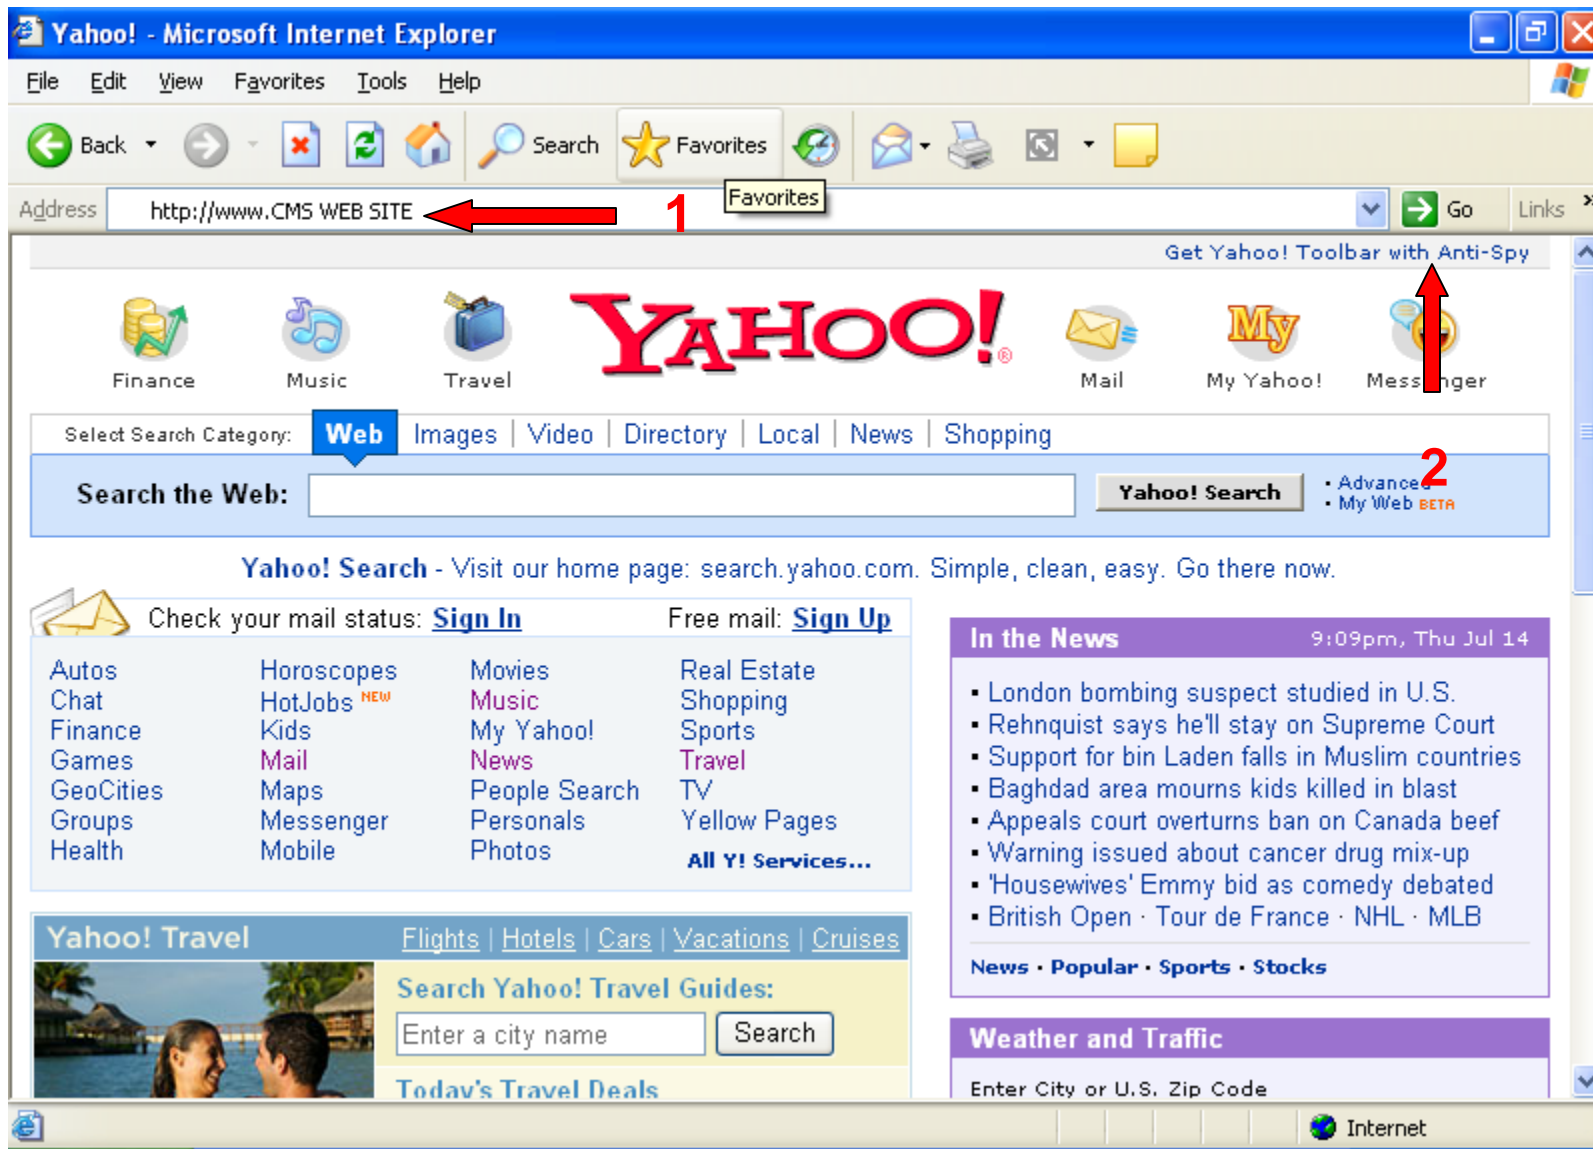 Yahoo! - Microsoft Internet Explorer
File Edit View Favorites Tools Help
Back Search Favorites
Favorites
Address http://www.CMS WEB SITE 1 Go Links »
Get Yahoo! Toolbar with Anti-Spy
YAHOO!®
My
Finance Music Travel Mail My Yahoo! Messenger
Select Search Category: Web Images | Video | Directory | Local | News | Shopping
2
Search the Web: Yahoo! Search • Advanced
• My Web BETA
Yahoo! Search - Visit our home page: search.yahoo.com. Simple, clean, easy. Go there now.
Check your mail status: Sign In Free mail: Sign Up
Autos Horoscopes Movies Real Estate
Chat HotJobs NEW Music Shopping
Finance Kids My Yahoo! Sports
Games Mail News Travel
GeoCities Maps People Search TV
Groups Messenger Personals Yellow Pages
Health Mobile Photos All Y! Services...
In the News 9:09pm, Thu Jul 14
• London bombing suspect studied in U.S.
• Rehnquist says he'll stay on Supreme Court
• Support for bin Laden falls in Muslim countries
• Baghdad area mourns kids killed in blast
• Appeals court overturns ban on Canada beef
• Warning issued about cancer drug mix-up
• 'Housewives' Emmy bid as comedy debated
• British Open · Tour de France · NHL · MLB
News · Popular · Sports · Stocks
Yahoo! Travel Flights | Hotels | Cars | Vacations | Cruises
Search Yahoo! Travel Guides:
Enter a city name Search
Today's Travel Deals
Weather and Traffic
Enter City or U.S. Zip Code
Internet